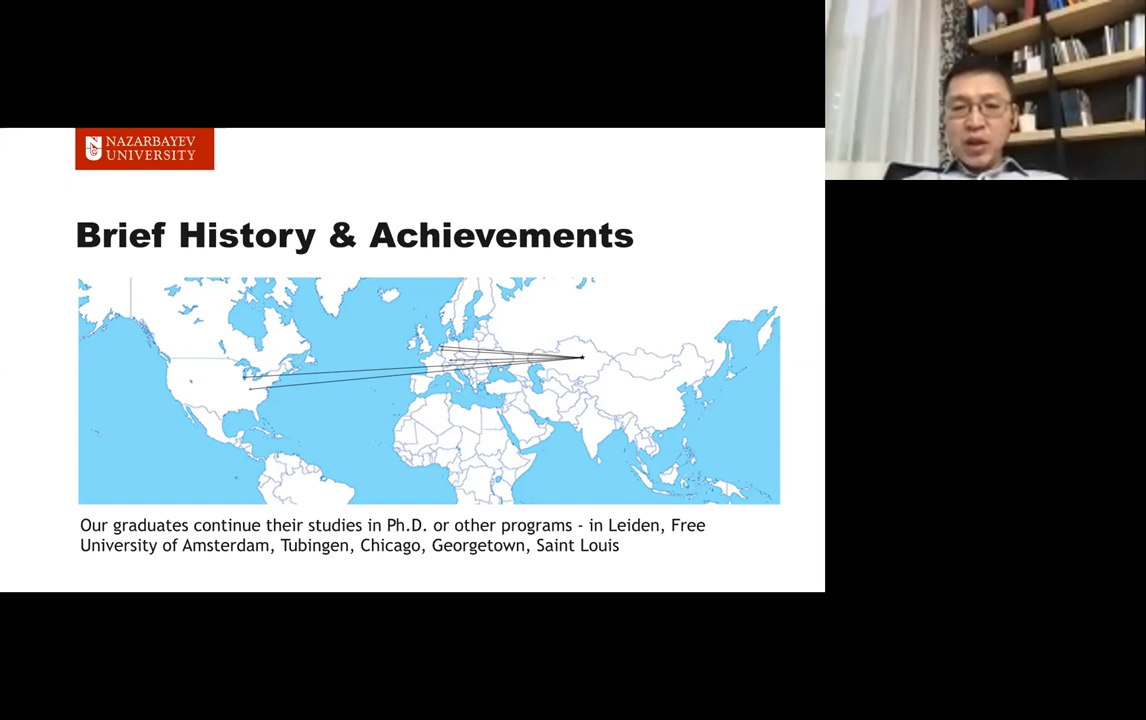 NAZARBAYEV
UNIVERSITY
Brief History & Achievements
Our graduates continue their studies in Ph.D. or other programs - in Leiden, Free
University of Amsterdam, Tubingen, Chicago, Georgetown, Saint Louis